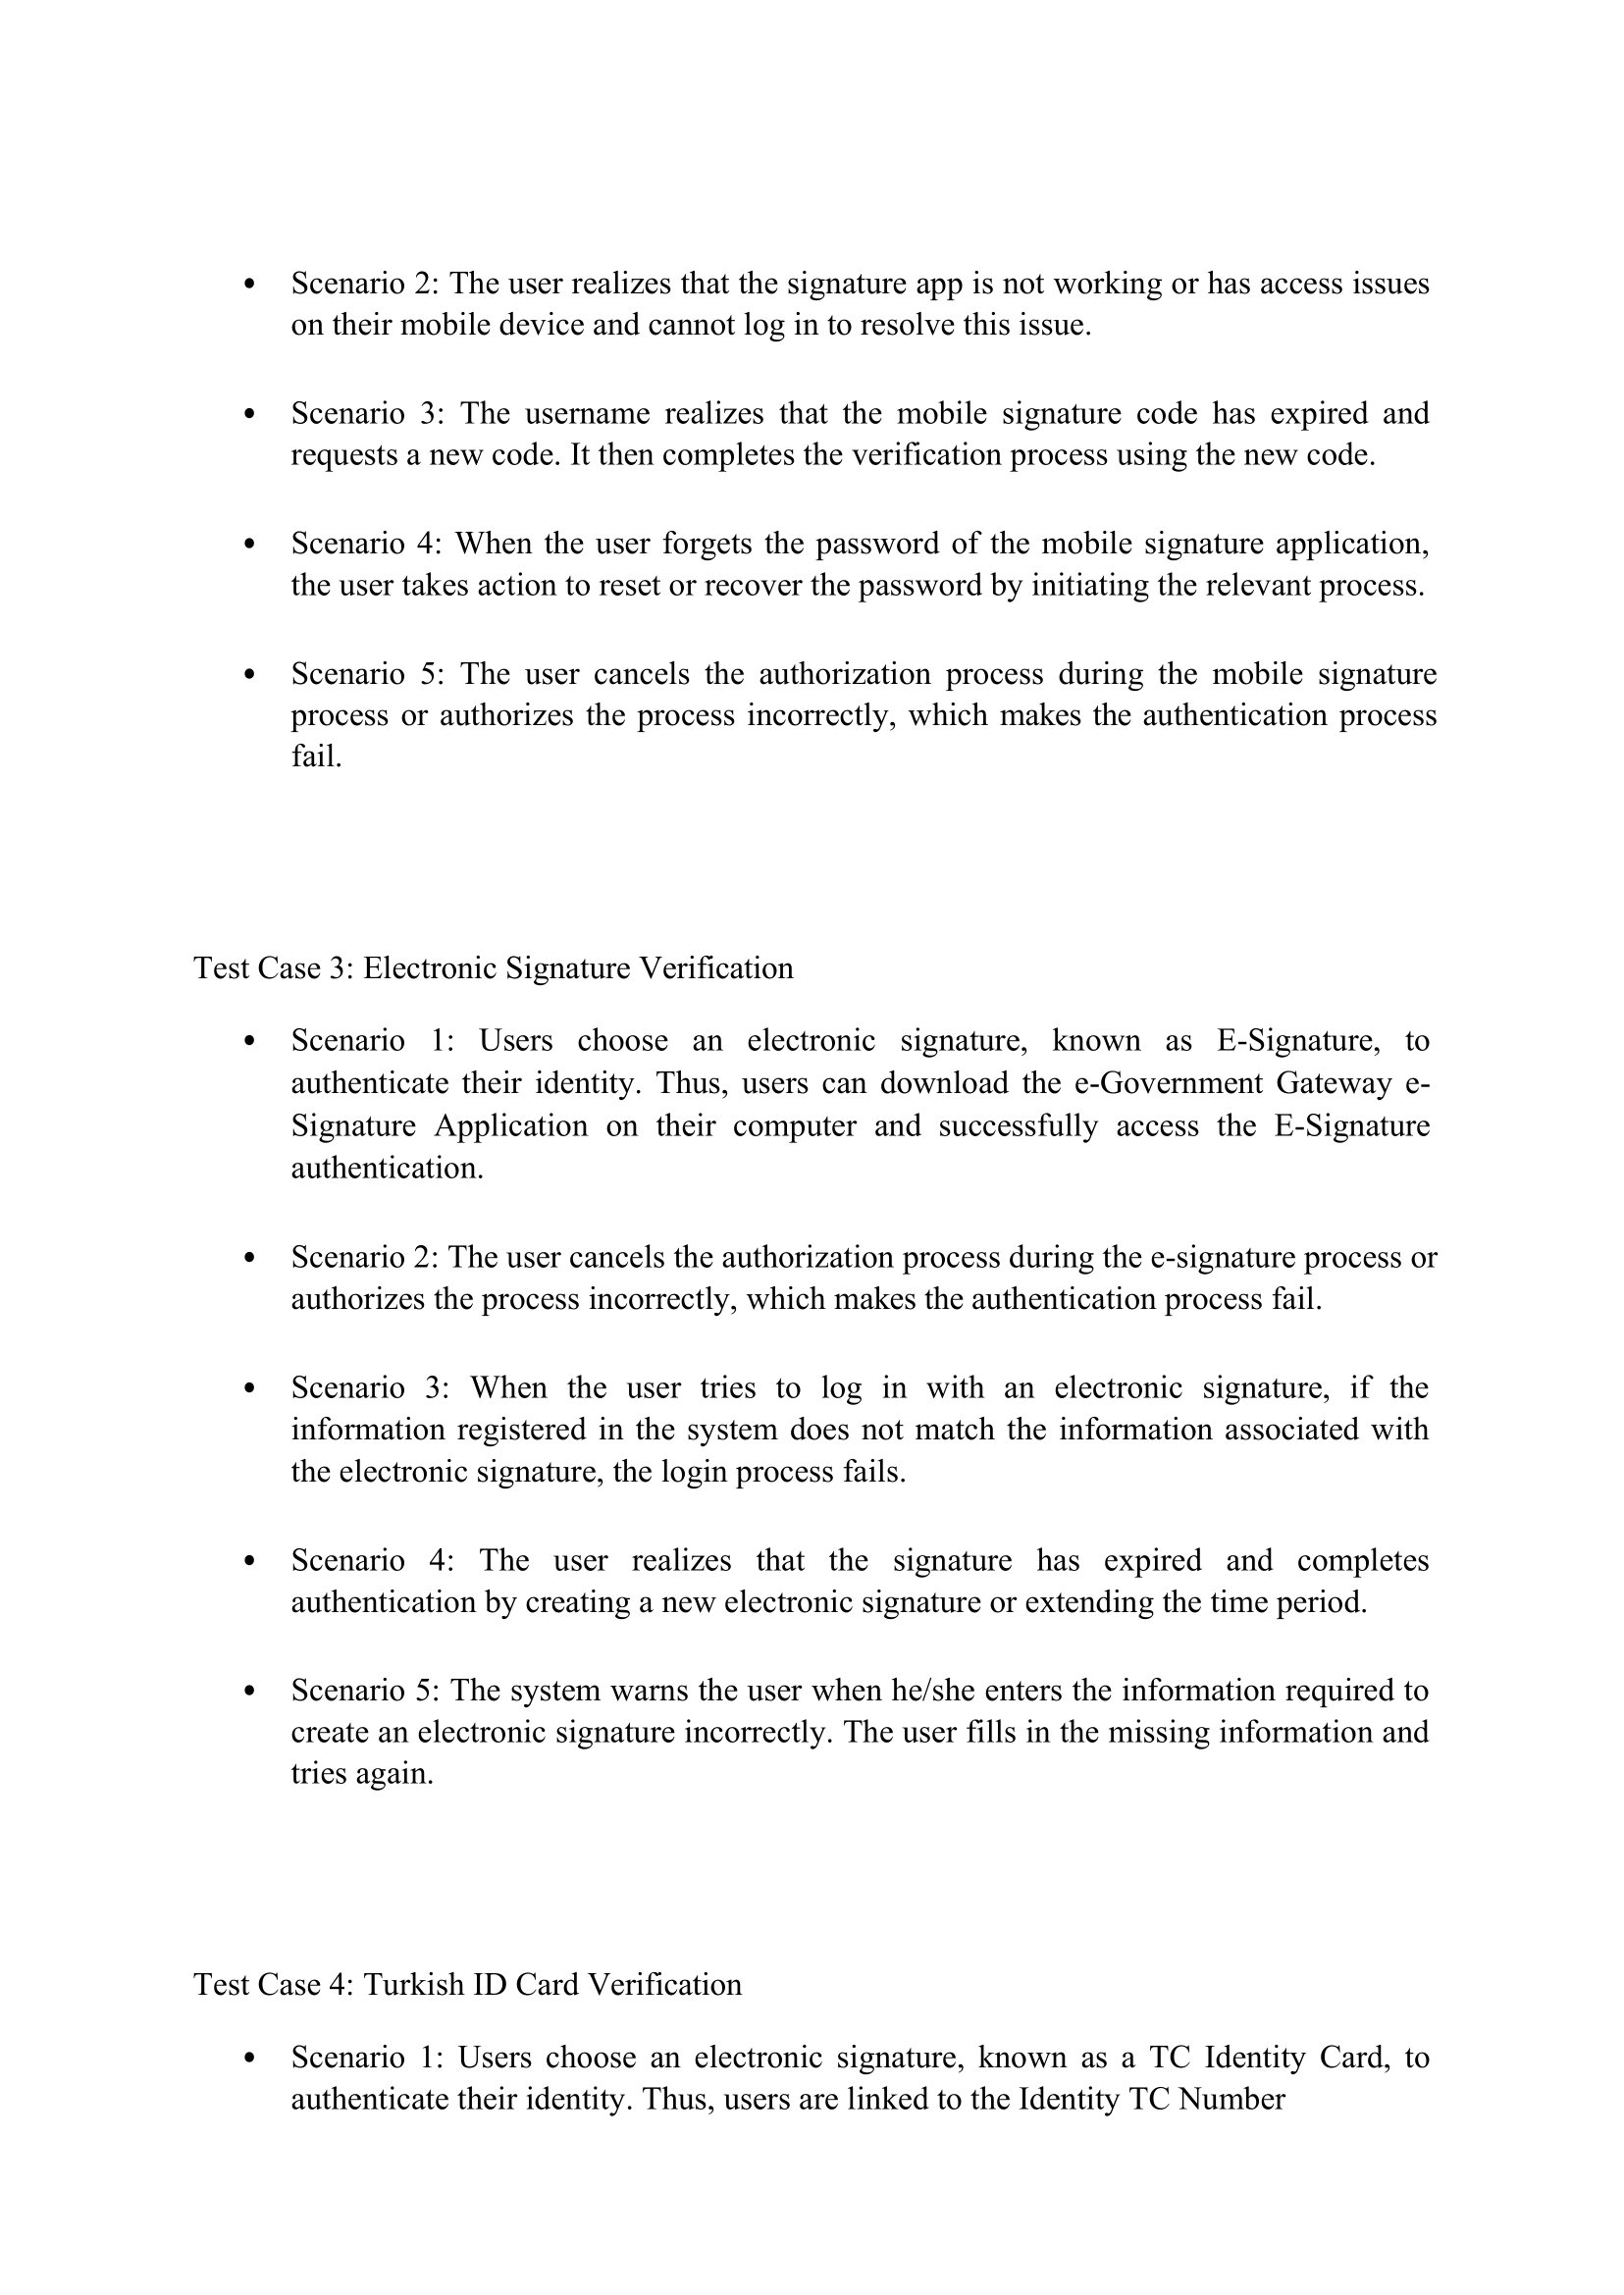 • Scenario 2: The user realizes that the signature app is not working or has access issues
on their mobile device and cannot log in to resolve this issue.
• Scenario 3: The username realizes that the mobile signature code has expired and
requests a new code. It then completes the verification process using the new code.
• Scenario 4: When the user forgets the password of the mobile signature application,
the user takes action to reset or recover the password by initiating the relevant process.
• Scenario 5: The user cancels the authorization process during the mobile signature
process or authorizes the process incorrectly, which makes the authentication process
fail.
Test Case 3: Electronic Signature Verification
• Scenario 1: Users choose an electronic signature, known as E-Signature, to
authenticate their identity. Thus, users can download the e-Government Gateway e-
Signature Application on their computer and successfully access the E-Signature
authentication.
• Scenario 2: The user cancels the authorization process during the e-signature process or
authorizes the process incorrectly, which makes the authentication process fail.
• Scenario 3: When the user tries to log in with an electronic signature, if the
information registered in the system does not match the information associated with
the electronic signature, the login process fails.
• Scenario 4: The user realizes that the signature has expired and completes
authentication by creating a new electronic signature or extending the time period.
• Scenario 5: The system warns the user when he/she enters the information required to
create an electronic signature incorrectly. The user fills in the missing information and
tries again.
Test Case 4: Turkish ID Card Verification
• Scenario 1: Users choose an electronic signature, known as a TC Identity Card, to
authenticate their identity. Thus, users are linked to the Identity TC Number